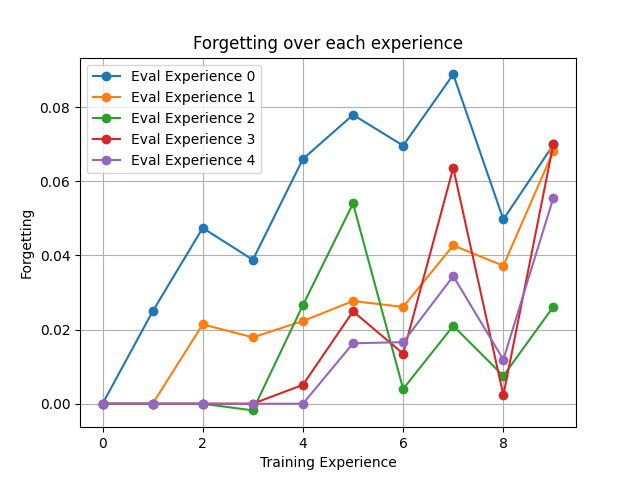 Forgetting over each experience
Eval Experience 0
Eval Experience 1
Eval Experience 2
Eval Experience 3
Eval Experience 4
0.08
0.06
0.04
0.02
0.00
Forgetting
0 2 4 6 8
Training Experience